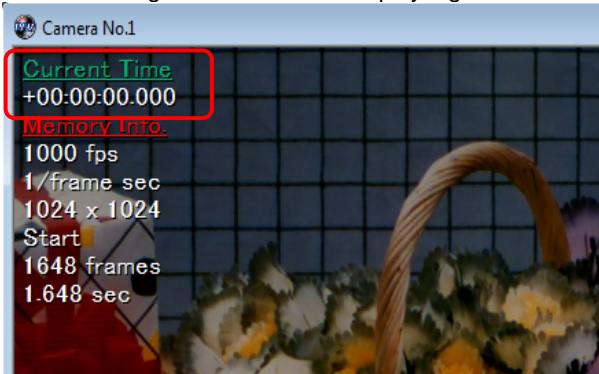 Camera No.1
Current Time
+00:00:00.000
Memory Info.
1000 fps
1/frame sec
1024 x 1024
Start
1648 frames
1.648 sec